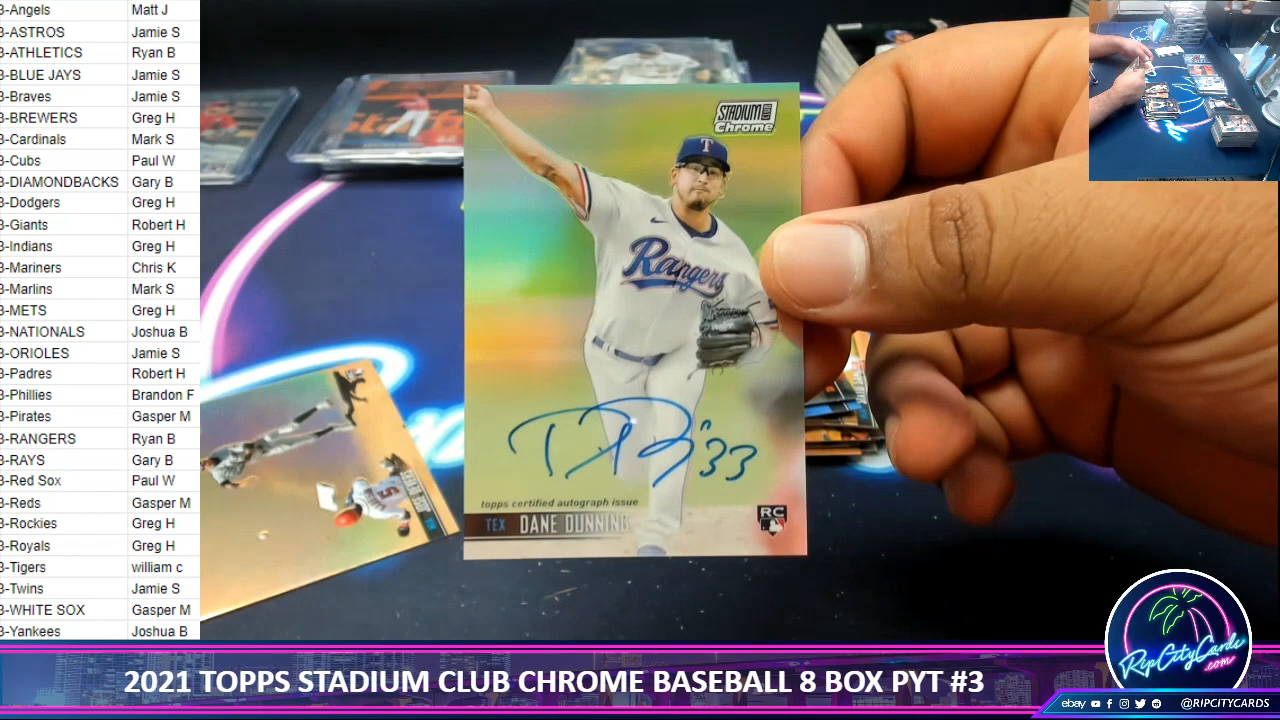 3-Angels Matt J
3-ASTROS Jamie S
3-ATHLETICS Ryan B
3-BLUE JAYS Jamie S
3-Braves Jamie S
3-BREWERS Greg H
3-Cardinals Mark S
3-Cubs Paul W
3-DIAMONDBACKS Gary B
3-Dodgers Greg H
3-Giants Robert H
3-Indians Greg H
3-Mariners Chris K
3-Marlins Mark S
3-METS Greg H
3-NATIONALS Joshua B
3-ORIOLES Jamie S
3-Padres Robert H
3-Phillies Brandon F
3-Pirates Gasper M
3-RANGERS Ryan B
3-RAYS Gary B
3-Red Sox Paul W
3-Reds Gasper M
3-Rockies Greg H
3-Royals Greg H
3-Tigers william c
3-Twins Jamie S
3-WHITE SOX Gasper M
3-Yankees Joshua B
STADIUM CLUB
Chrome
T
Rangers
'33
topps certified autograph issue
TEX DANE DUNNING
RC
RipCityCards
.com
2021 TOPPS STADIUM CLUB CHROME BASEBALL 8 BOX PYT #3
ebay @RIPCITYCARDS